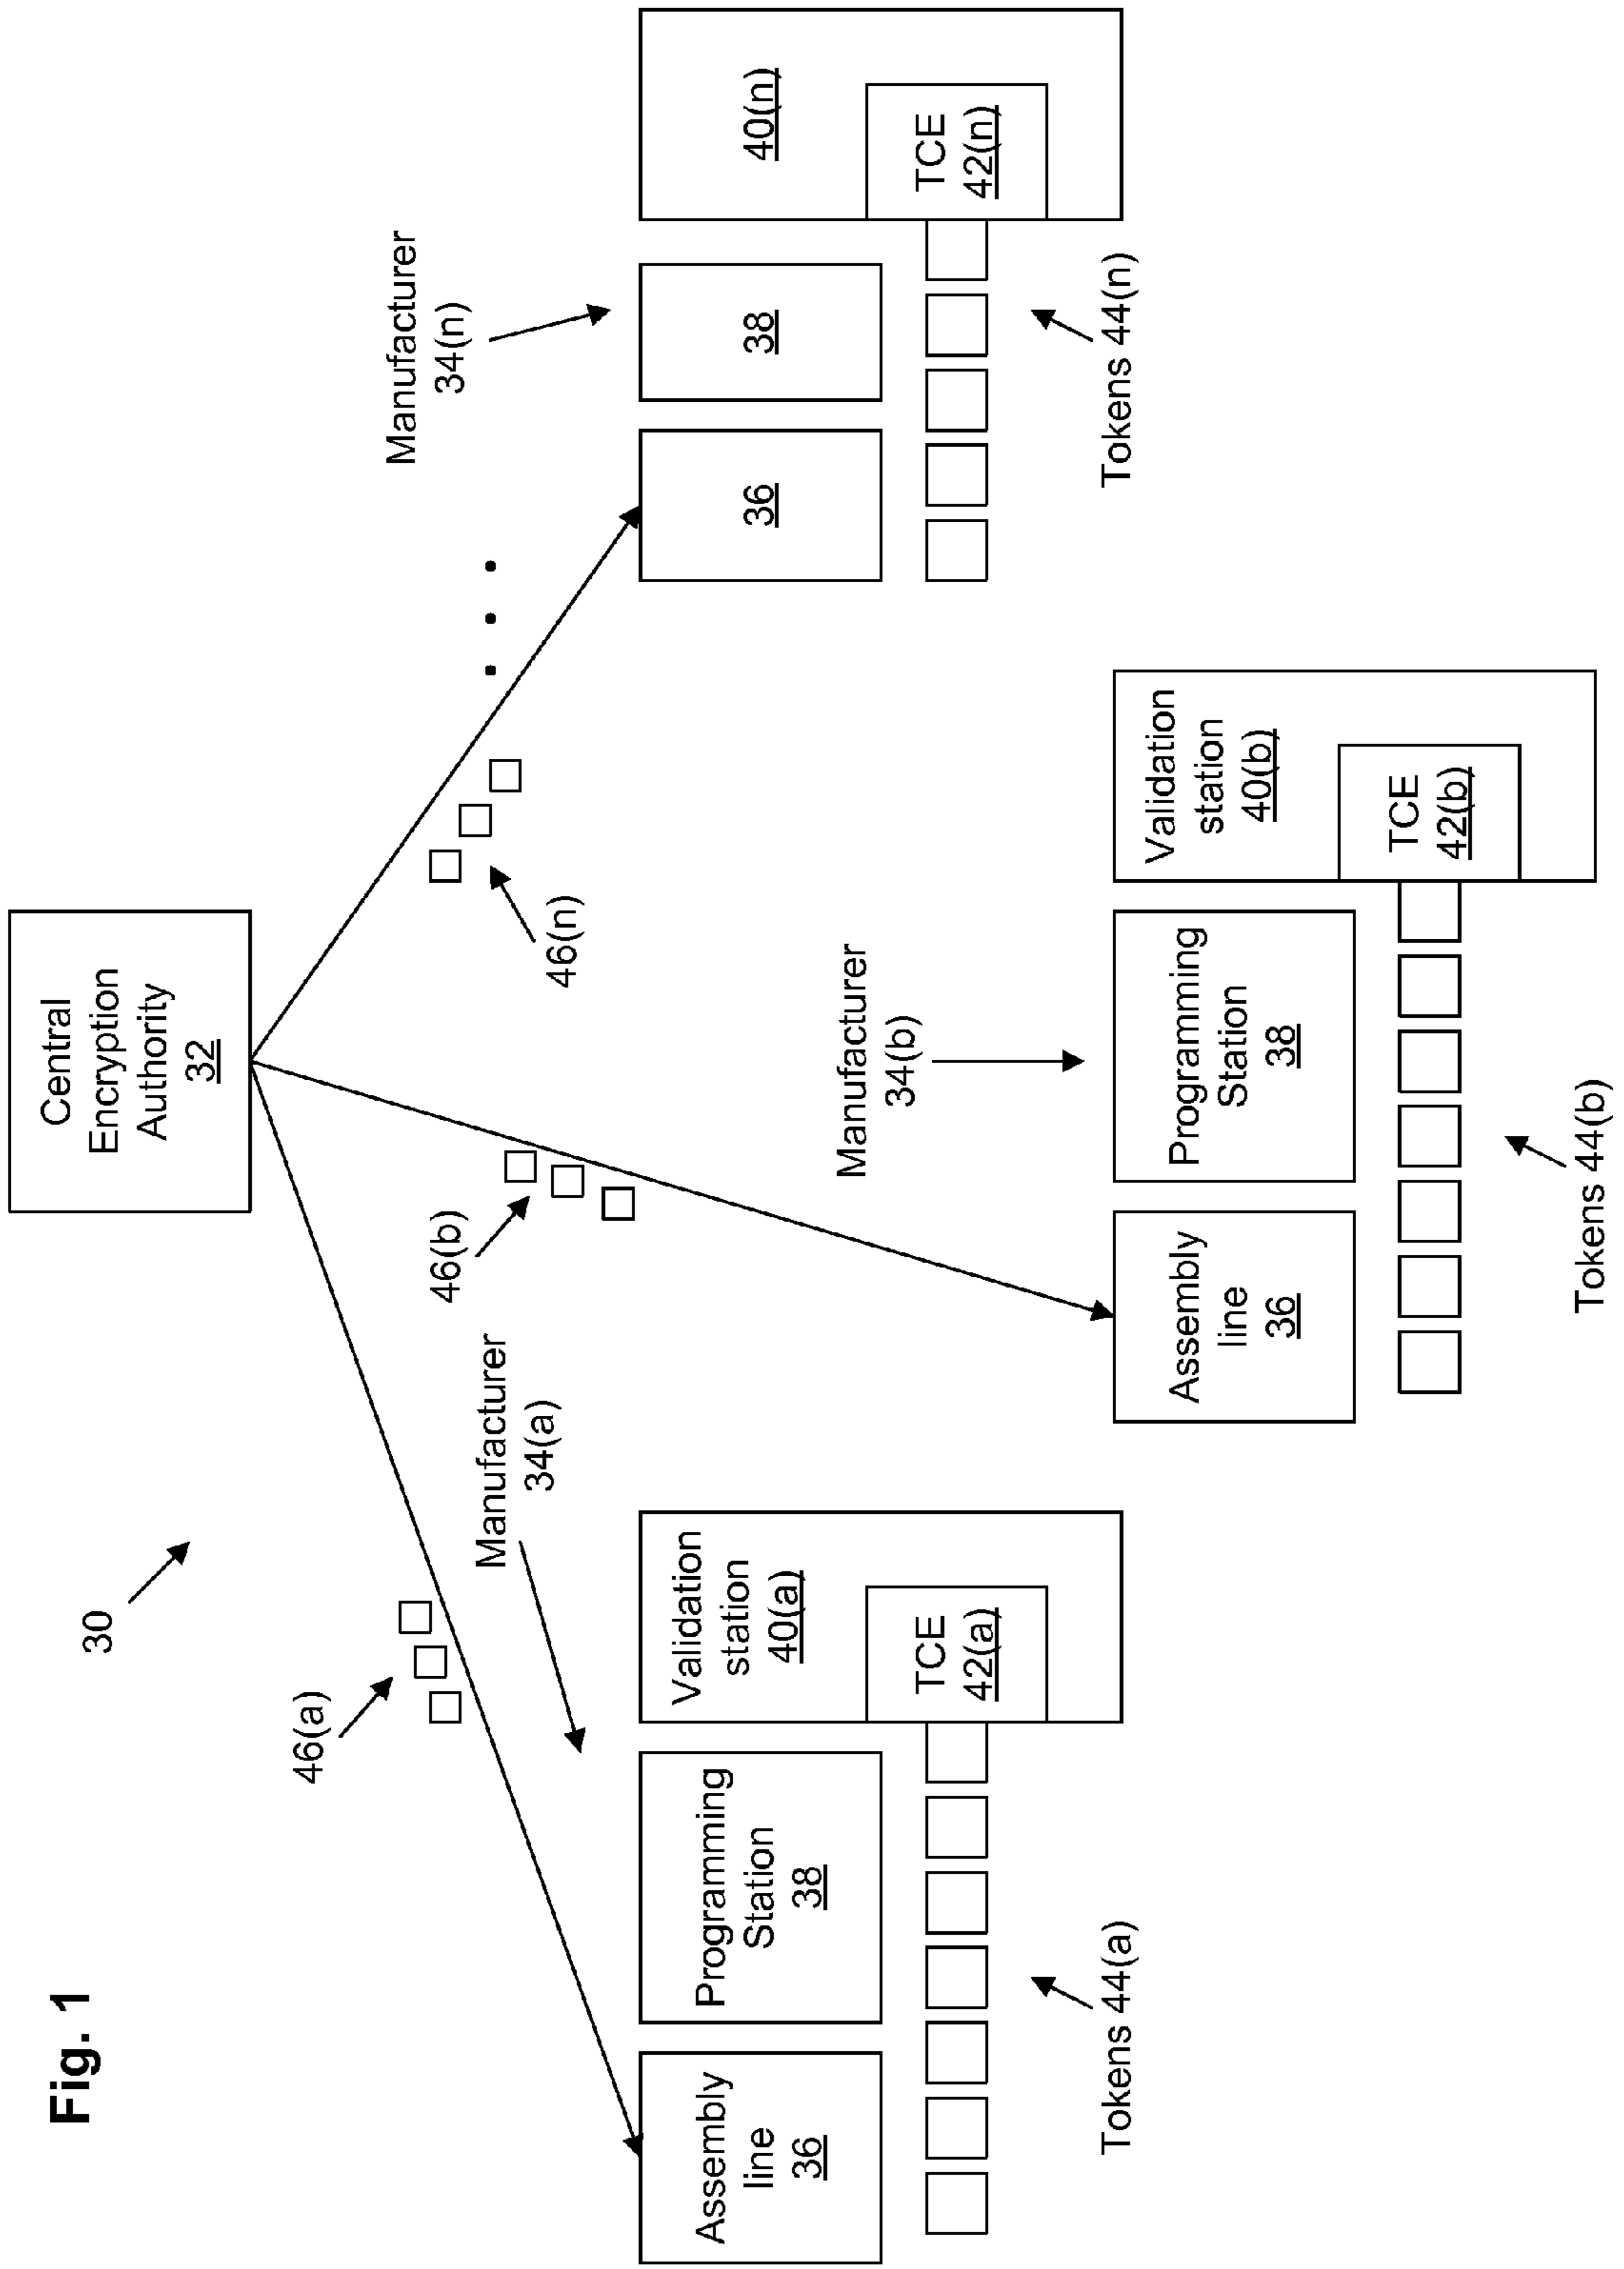 Fig. 1
30
Central
Encryption
Authority
32
46(a)
46(b)
46(n)
Manufacturer
34(a)
Assembly
line
36
Programming
Station
38
Validation
station
40(a)
TCE
42(a)
Tokens 44(a)
Manufacturer
34(b)
Assembly
line
36
Programming
Station
38
Validation
station
40(b)
TCE
42(b)
Tokens 44(b)
. . .
Manufacturer
34(n)
36
38
40(n)
TCE
42(n)
Tokens 44(n)